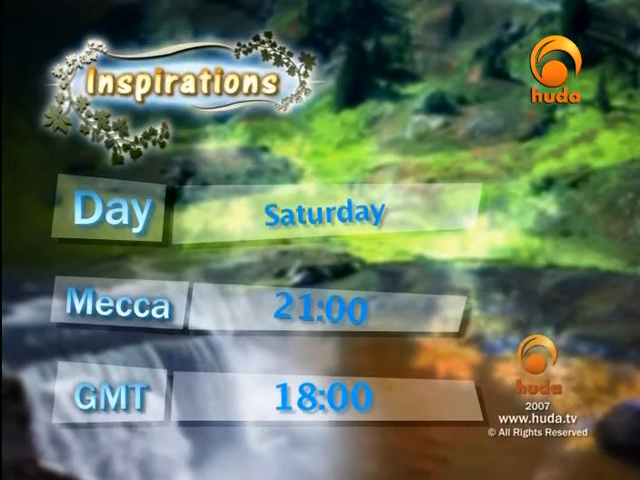 Inspirations
huda
Day
Saturday
Mecca
21:00
GMT
18:00
huda
2007
www.huda.tv
© All Rights Reserved